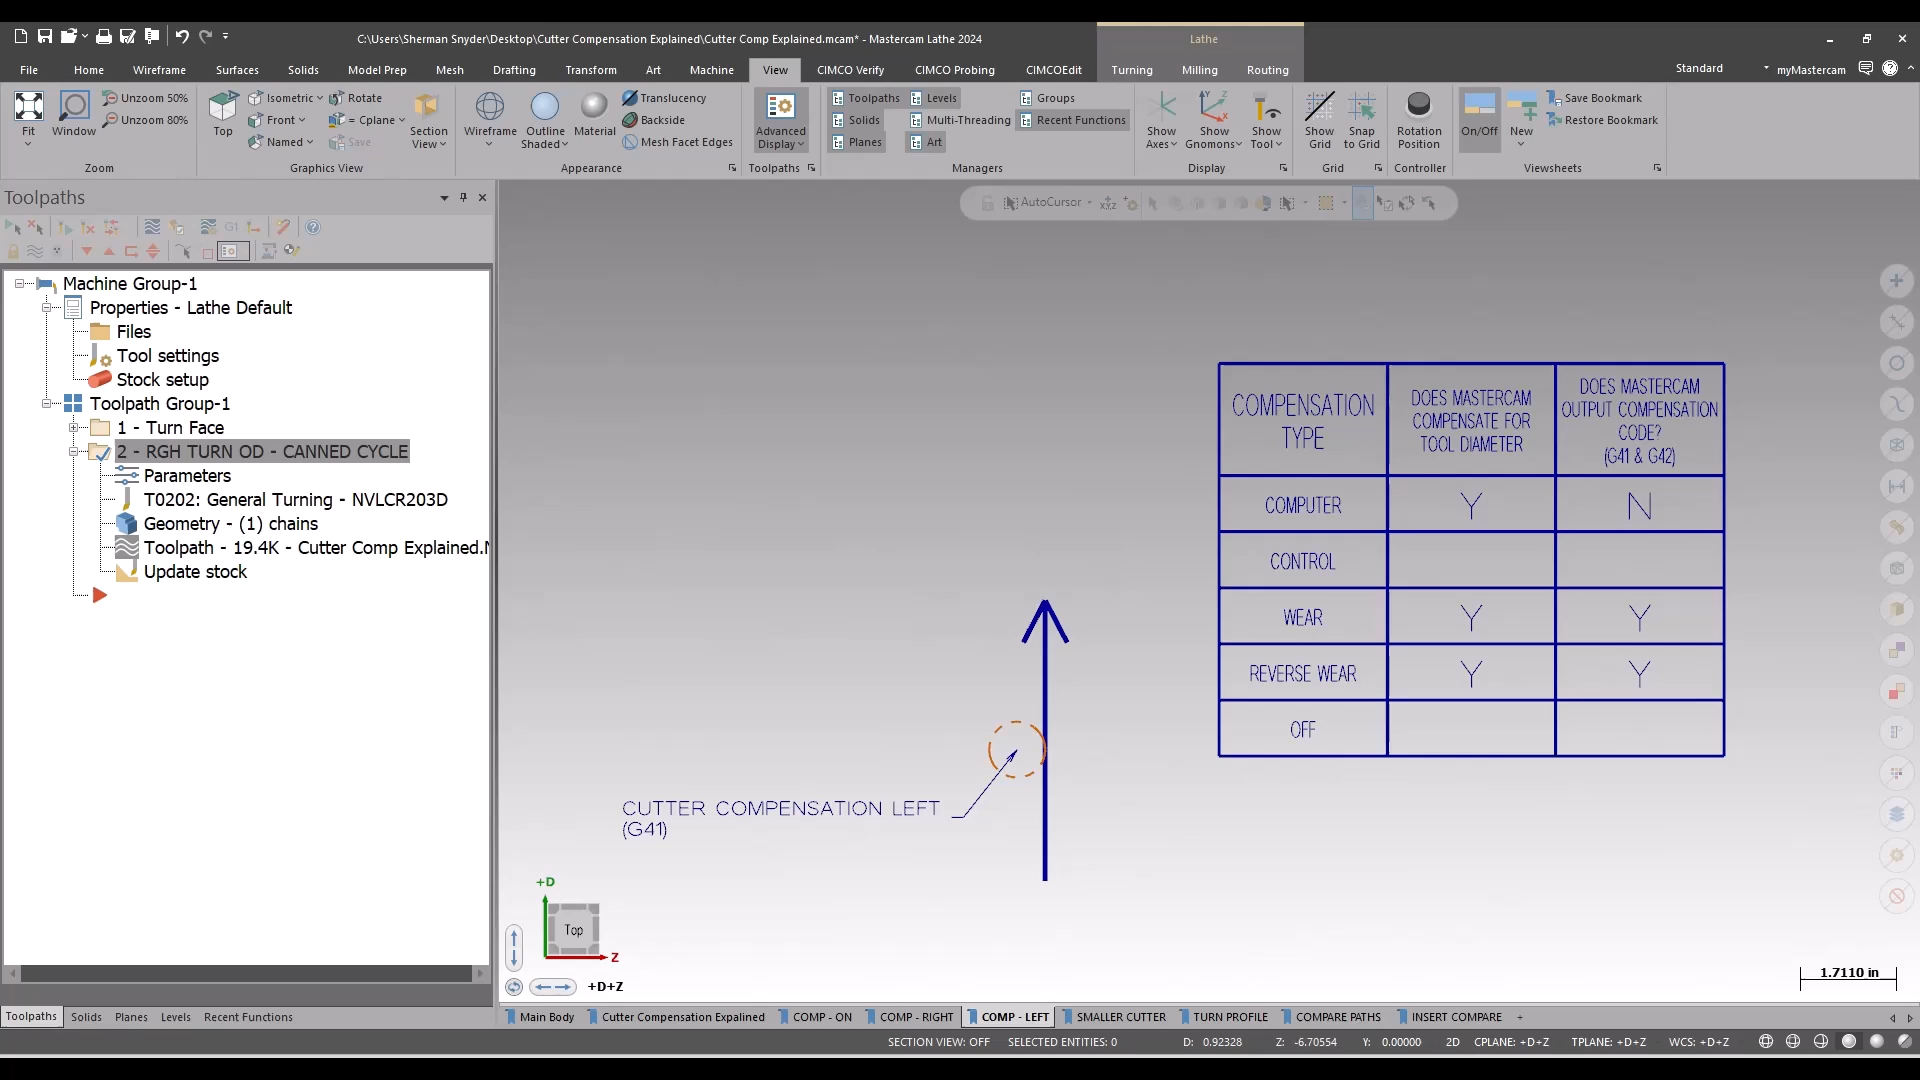 C:\Users\Sherman Snyder\Desktop\Cutter Compensation Explained\Cutter Comp Explained.mcam* - Mastercam Lathe 2024
Lathe
File Home Wireframe Surfaces Solids Model Prep Mesh Drafting Transform Art Machine View CIMCO Verify CIMCO Probing CIMCOEdit Turning Milling Routing
Standard myMastercam
Fit Window Unzoom 50% Unzoom 80%
Zoom
Top Isometric Front Named Rotate = Cplane Save Section View
Graphics View
Wireframe Outline Shaded Material Translucency Backside Mesh Facet Edges
Appearance
Advanced Display
Toolpaths
Toolpaths Solids Planes Levels Multi-Threading Art Groups Recent Functions
Managers
Show Axes Show Gnomons Show Tool
Display
Show Grid Snap to Grid
Grid
Rotation Position
Controller
On/Off New Save Bookmark Restore Bookmark
Viewsheets
Toolpaths
AutoCursor
G1
Machine Group-1
Properties - Lathe Default
Files
Tool settings
Stock setup
Toolpath Group-1
1 - Turn Face
2 - RGH TURN OD - CANNED CYCLE
Parameters
T0202: General Turning - NVLCR203D
Geometry - (1) chains
Toolpath - 19.4K - Cutter Comp Explained.N
Update stock
COMPENSATION TYPE
DOES MASTERCAM COMPENSATE FOR TOOL DIAMETER
DOES MASTERCAM OUTPUT COMPENSATION CODE? (G41 & G42)
COMPUTER Y N
CONTROL
WEAR Y Y
REVERSE WEAR Y Y
OFF
CUTTER COMPENSATION LEFT
(G41)
+D
Top
Z
+D+Z
1.7110 in
Toolpaths Solids Planes Levels Recent Functions
Main Body Cutter Compensation Expalined COMP - ON COMP - RIGHT COMP - LEFT SMALLER CUTTER TURN PROFILE COMPARE PATHS INSERT COMPARE +
SECTION VIEW: OFF SELECTED ENTITIES: 0 D: 0.92328 Z: -6.70554 Y: 0.00000 2D CPLANE: +D+Z TPLANE: +D+Z WCS: +D+Z